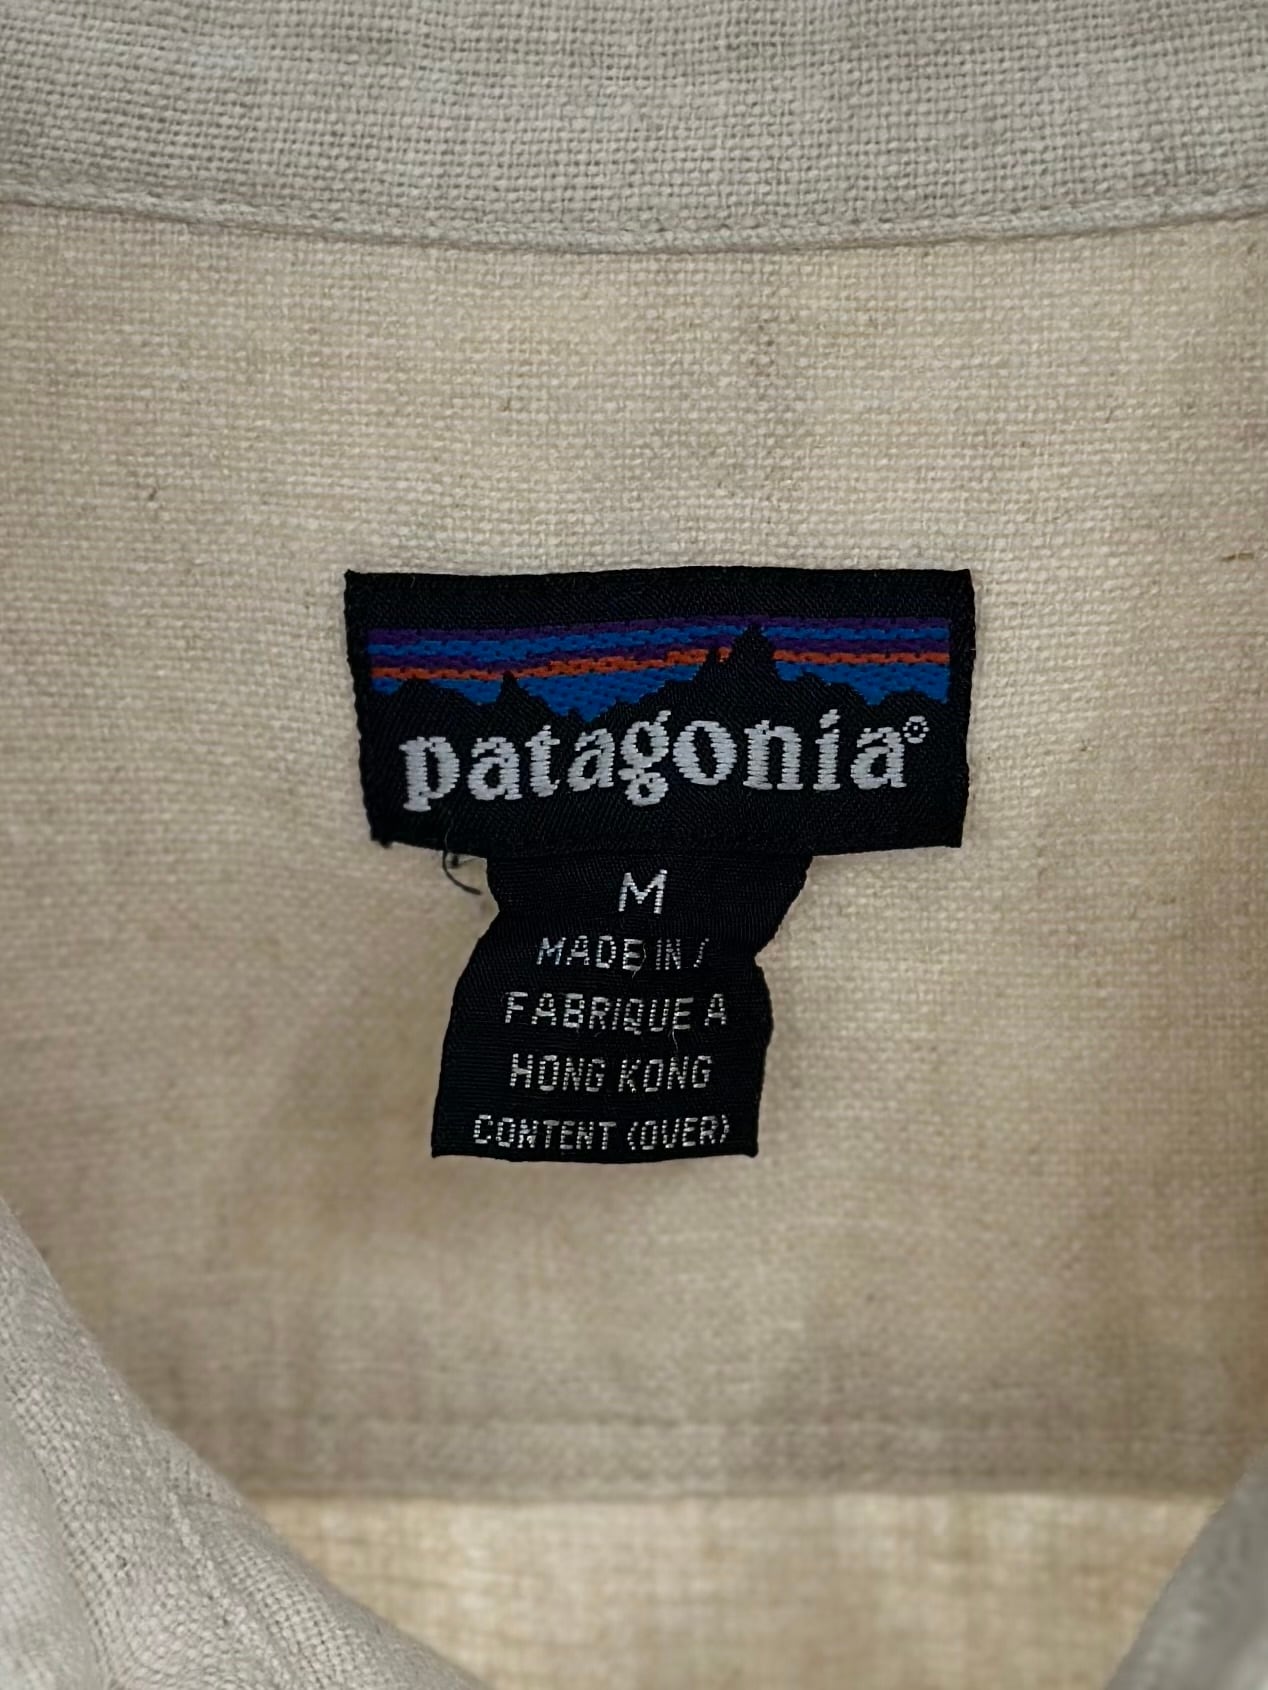 patagonia®
M
MADE IN /
FABRIQUE A
HONG KONG
CONTENT (OVER)